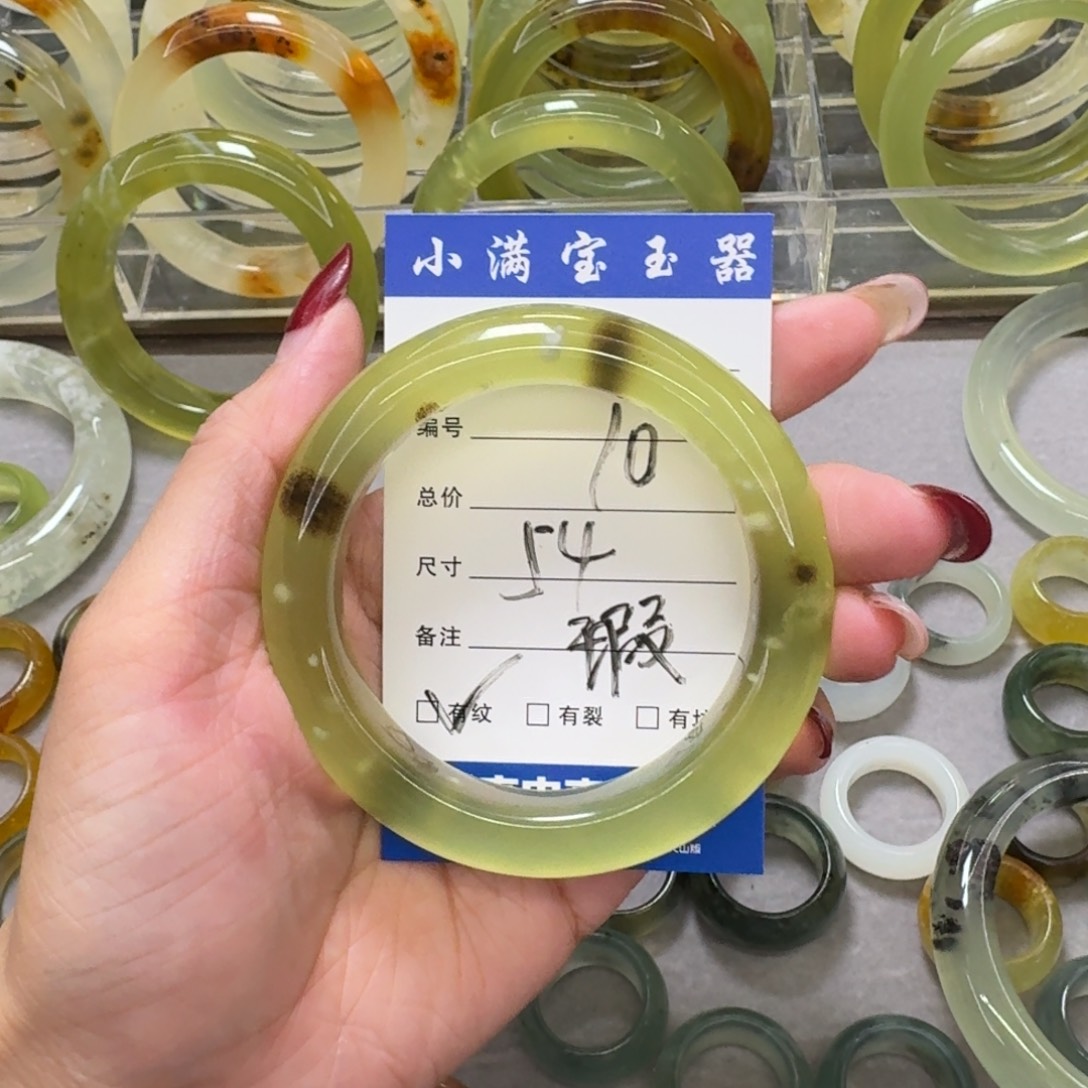 小满宝玉器
编号 10
总价
尺寸 54
备注 瑕
☑有纹 □有裂 □有